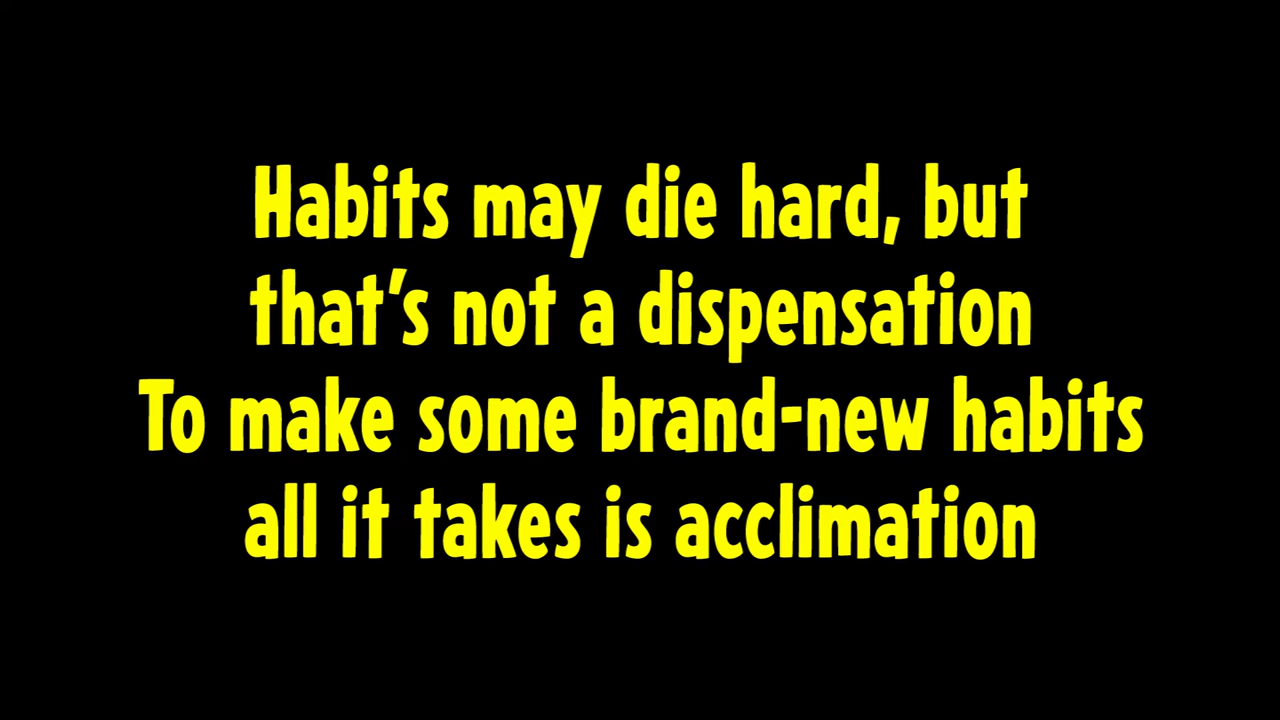 Habits may die hard, but
that’s not a dispensation
To make some brand-new habits
all it takes is acclimation